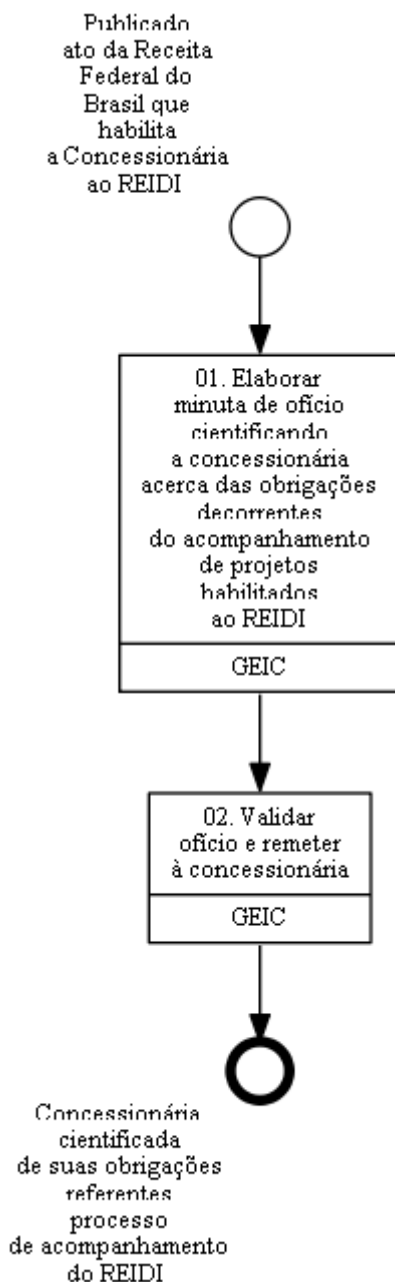 Publicado
ato da Receita
Federal do
Brasil que
habilita
a Concessionária
ao REIDI
01. Elaborar
minuta de ofício
cientificando
a concessionária
acerca das obrigações
decorrentes
do acompanhamento
de projetos
habilitados
ao REIDI
GEIC
02. Validar
ofício e remeter
à concessionária
GEIC
Concessionária
cientificada
de suas obrigações
referentes
processo
de acompanhamento
do REIDI